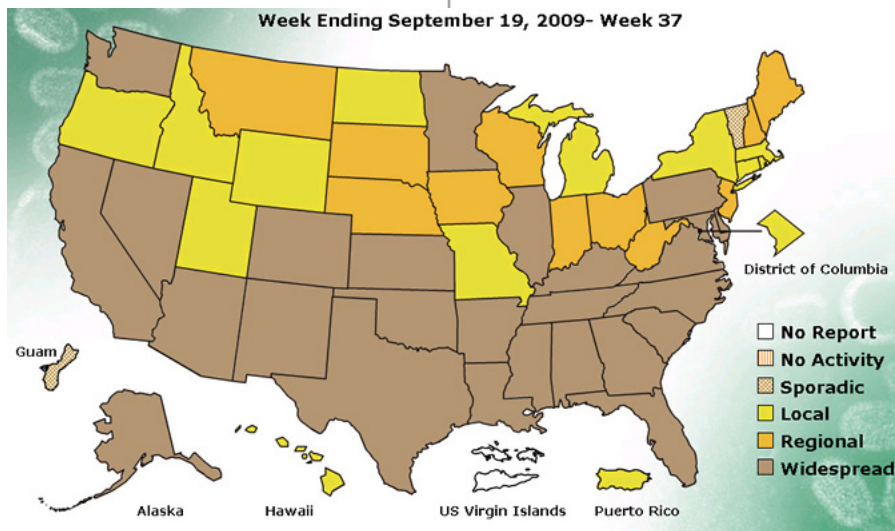 Week Ending September 19, 2009- Week 37
District of Columbia
No Report
Guam
No Activity
Sporadic
Local
Regional
Widespread
Alaska
Hawaii
US Virgin Islands
Puerto Rico